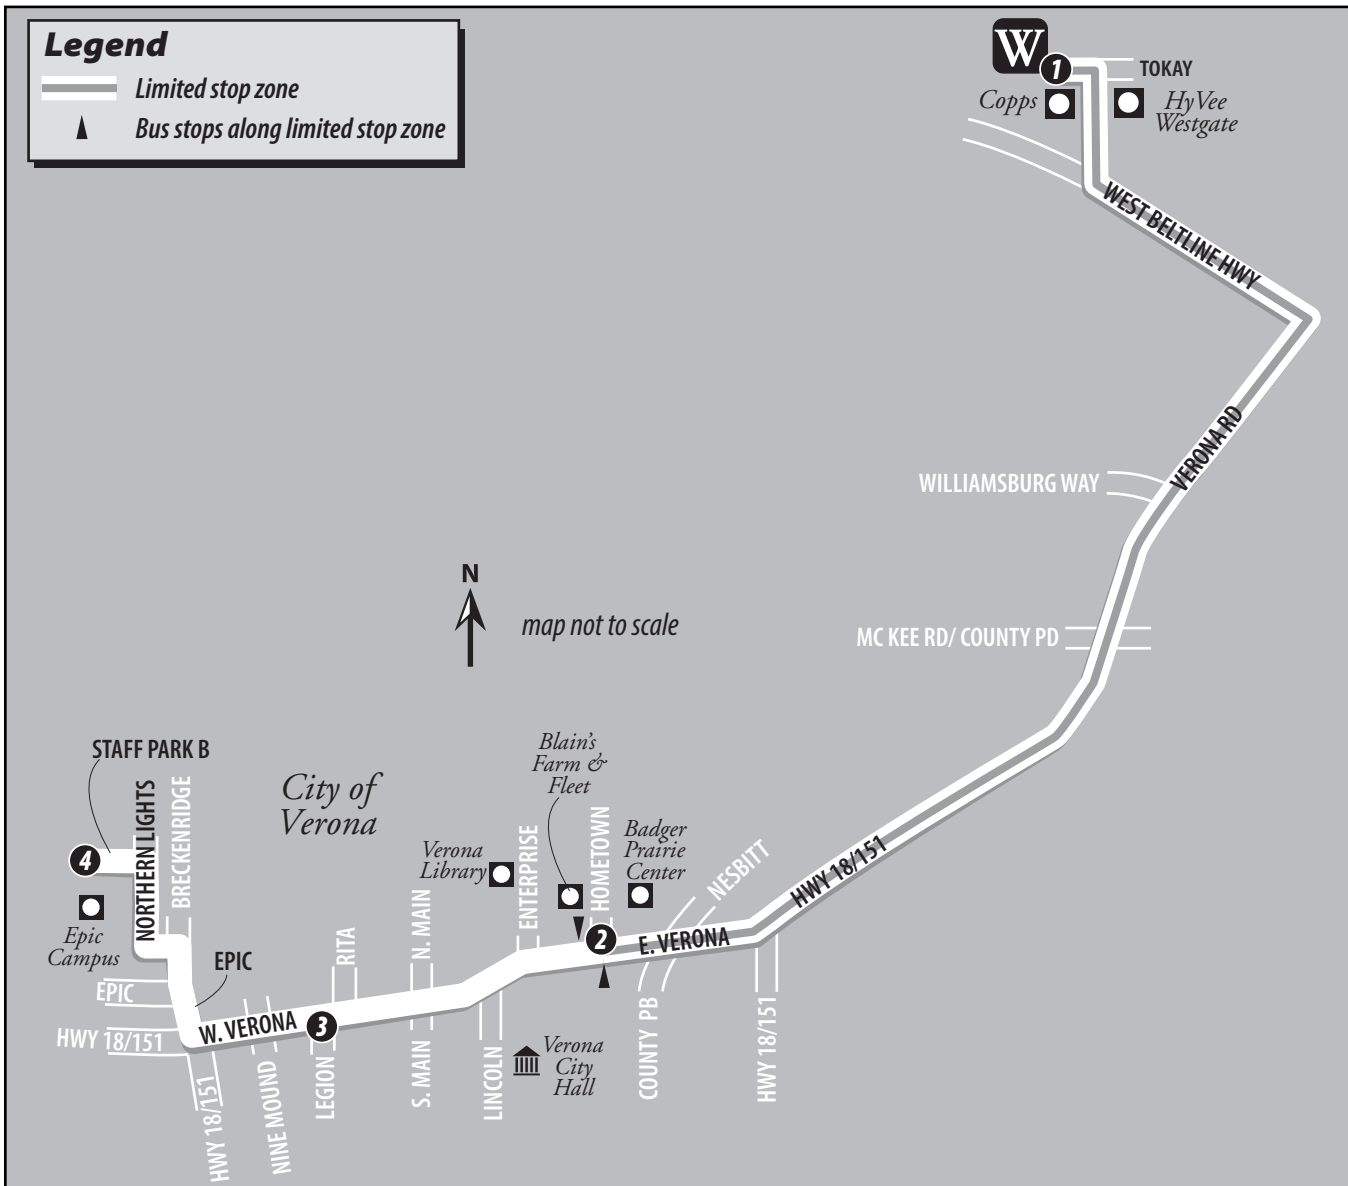 Legend
Limited stop zone
Bus stops along limited stop zone
W
1
TOKAY
Copps
HyVee
Westgate
WEST BELTLINE HWY
VERONA RD
WILLIAMSBURG WAY
N
map not to scale
MC KEE RD/ COUNTY PD
STAFF PARK B
4
NORTHERN LIGHTS
BRECKENRIDGE
Epic
Campus
City of
Verona
Verona
Library
ENTERPRISE
Blain's
Farm &
Fleet
HOMETOWN
Badger
Prairie
Center
NESBITT
HWY 18/151
2
E. VERONA
EPIC
EPIC
HWY 18/151
W. VERONA
3
RITA
N. MAIN
HWY 18/151
NINE MOUND
LEGION
S. MAIN
LINCOLN
Verona
City
Hall
COUNTY PB
HWY 18/151